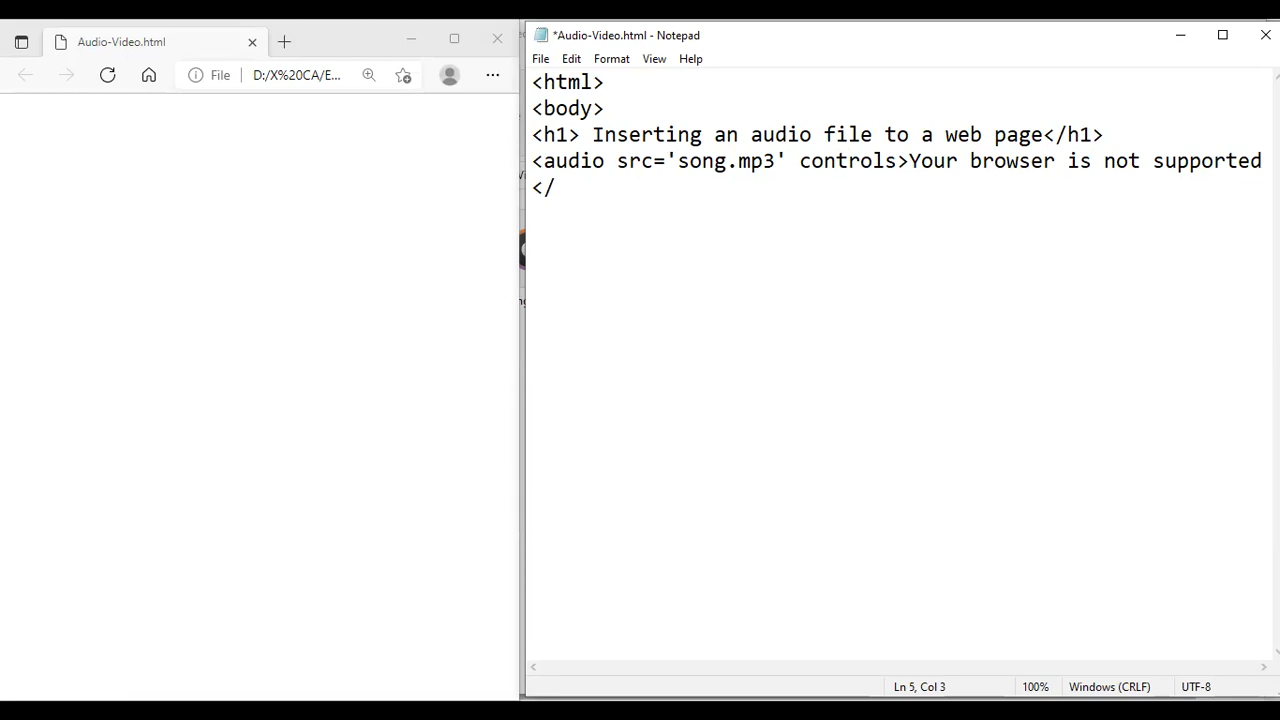 Audio-Video.html
File
D:/X%20CA/E...
*Audio-Video.html - Notepad
File Edit Format View Help
<html>
<body>
<h1> Inserting an audio file to a web page</h1>
<audio src='song.mp3' controls>Your browser is not supported
</
Ln 5, Col 3
100%
Windows (CRLF)
UTF-8